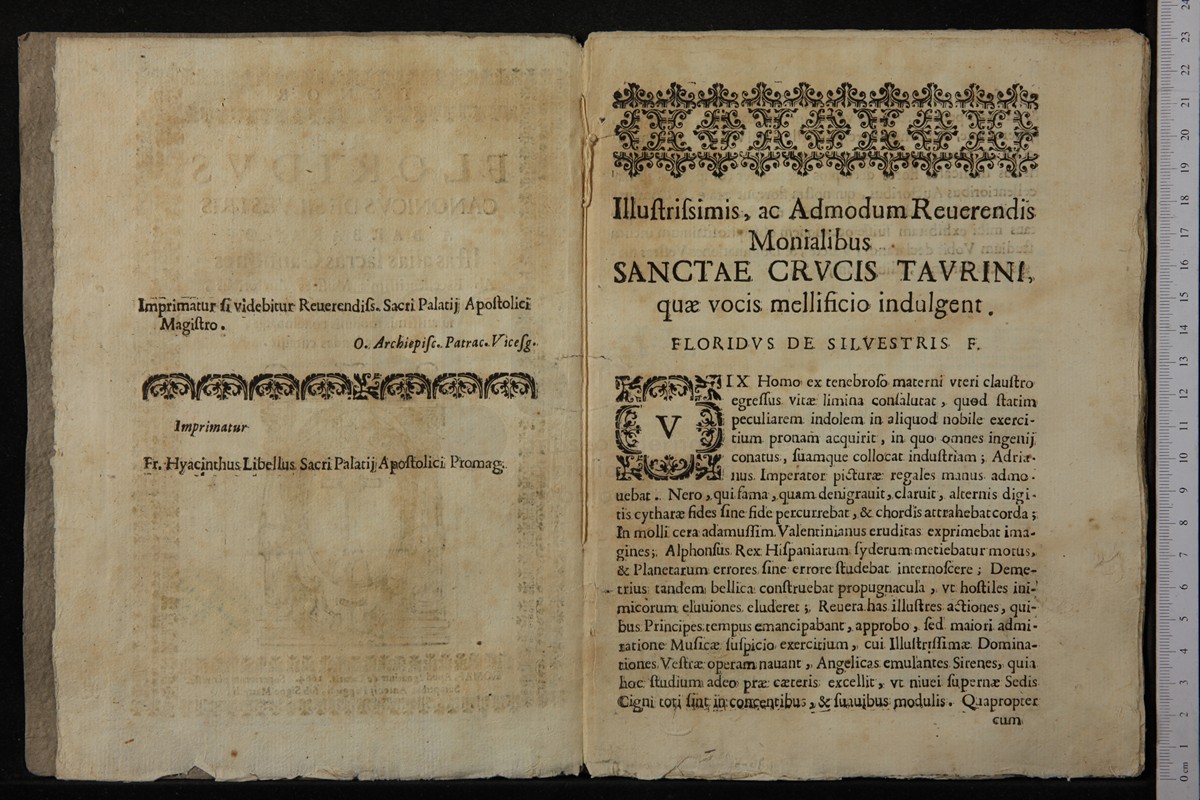 Imprimatur si videbitur Reuerendiss. Sacri Palatij Apostolici
Magistro.
O. Archiepisc. Patrac. Vicesg.
Imprimatur
Fr. Hyacinthus Libellus Sacri Palatij Apostolici Promag.
Illustrissimis, ac Admodum Reuerendis
Monialibus
SANCTAE CRVCIS TAVRINI,
quæ vocis mellificio indulgent.
FLORIDVS DE SILVESTRIS F.
VIX Homo ex tenebroso materni vteri claustro
egressus vitæ limina consalutat, quod statim
peculiarem indolem in aliquod nobile exerci-
tium pronam acquirit, in quo omnes ingenij
conatus, suamque collocat industriam; Adria-
nus Imperator picturæ regales manus admo-
uebat. Nero, qui fama, quam denigrauit, claruit, alternis digi-
tis cytharæ fides sine fide percurrebat, & chordis attrahebat corda;
In molli cera adamussim Valentinianus eruditas exprimebat ima-
gines; Alphonsus Rex Hispaniarum syderum metiebatur motus,
& Planetarum errores sine errore studebat internoscere; Deme-
trius tandem bellica construebat propugnacula, vt hostiles ini-
micorum eluuiones eluderet; Reuera has illustres actiones, qui-
bus Principes tempus emancipabant, approbo, sed maiori admi-
ratione Musicæ suspicio exercitium, cui Illustrissimæ Domina-
tiones Vestræ operam nauant, Angelicas emulantes Sirenes, quia
hoc studium adeo præ cæteris excellit, vt niuei supernæ Sedis
Cigni toti sint in concentibus, & suauibus modulis. Quapropter
cum